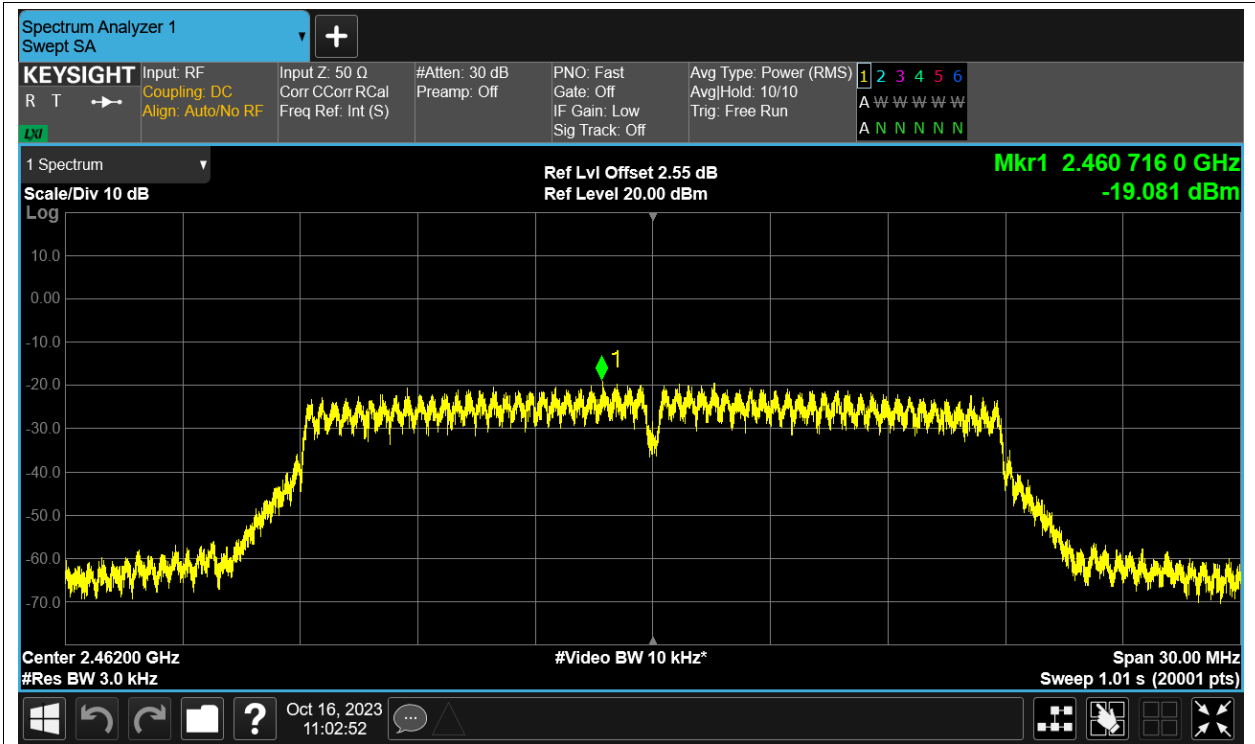 Spectrum Analyzer 1
Swept SA
KEYSIGHT
R T
LXI
Input: RF
Coupling: DC
Align: Auto/No RF
Input Z: 50 Ω
Corr CCorr RCal
Freq Ref: Int (S)
#Atten: 30 dB
Preamp: Off
PNO: Fast
Gate: Off
IF Gain: Low
Sig Track: Off
Avg Type: Power (RMS)
Avg|Hold: 10/10
Trig: Free Run
1 2 3 4 5 6
A W W W W W
A N N N N N
1 Spectrum
Scale/Div 10 dB
Log
Ref Lvl Offset 2.55 dB
Ref Level 20.00 dBm
Mkr1 2.460 716 0 GHz
-19.081 dBm
10.0
0.00
-10.0
-20.0
-30.0
-40.0
-50.0
-60.0
-70.0
1
Center 2.46200 GHz
#Res BW 3.0 kHz
#Video BW 10 kHz*
Span 30.00 MHz
Sweep 1.01 s (20001 pts)
?
Oct 16, 2023
11:02:52